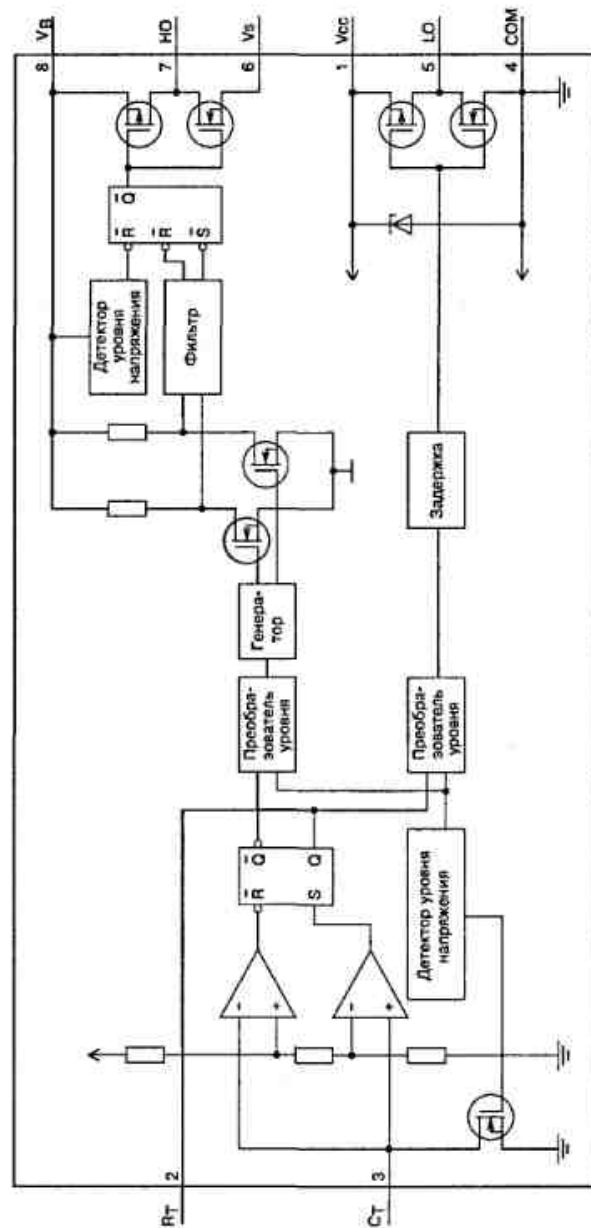 RT
2
CT
3
−
+
−
+
R
Q
S
Q
Преобра-
зователь
уровня
Генера-
тор
Детектор уровня
напряжения
Преобра-
зователь
уровня
Задержка
Детектор
уровня
напряжения
Фильтр
R
R
S
Q
8
VB
7
HO
6
VS
1
Vcc
5
LO
4
COM